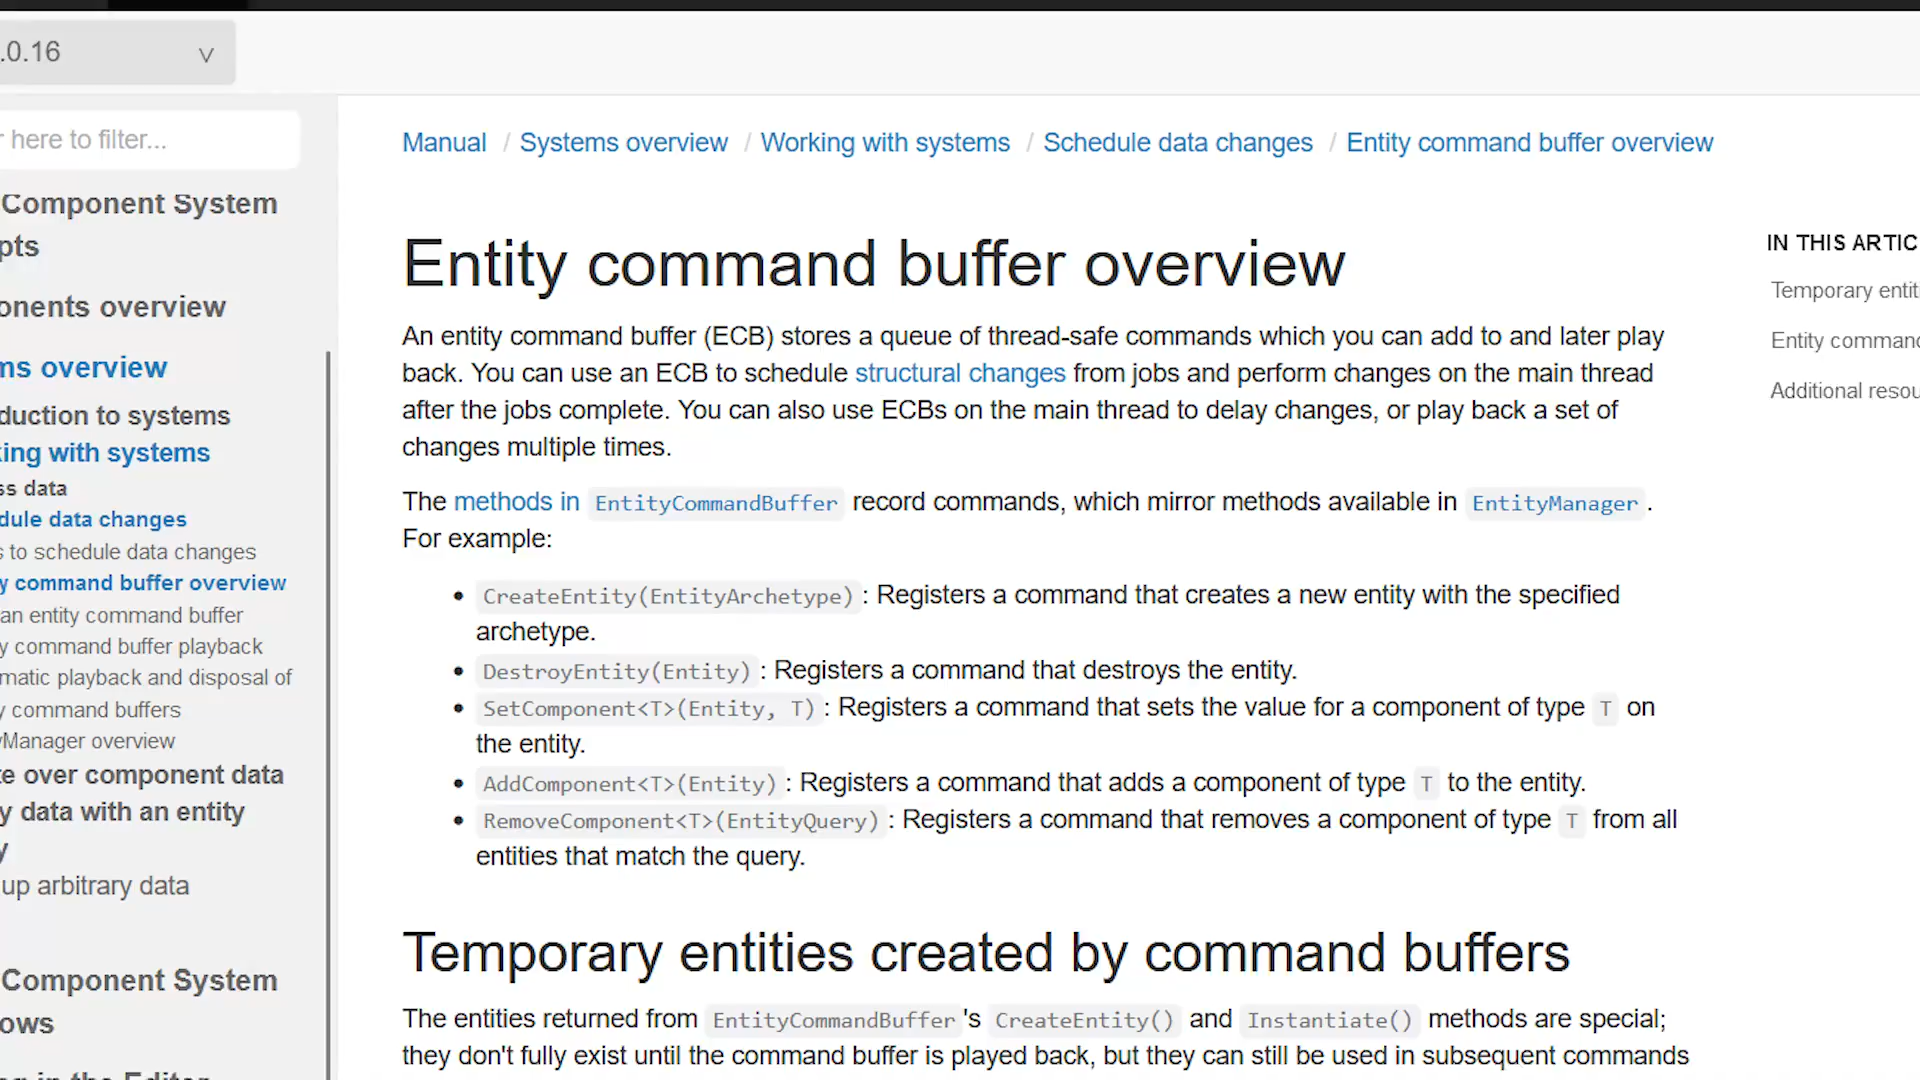 .0.16
here to filter...
Component System
pts
onents overview
ms overview
duction to systems
king with systems
ss data
dule data changes
s to schedule data changes
y command buffer overview
an entity command buffer
y command buffer playback
matic playback and disposal of
y command buffers
yManager overview
te over component data
y data with an entity
y
up arbitrary data
Component System
ows
Manual / Systems overview / Working with systems / Schedule data changes / Entity command buffer overview
Entity command buffer overview
An entity command buffer (ECB) stores a queue of thread-safe commands which you can add to and later play
back. You can use an ECB to schedule structural changes from jobs and perform changes on the main thread
after the jobs complete. You can also use ECBs on the main thread to delay changes, or play back a set of
changes multiple times.
The methods in EntityCommandBuffer record commands, which mirror methods available in EntityManager.
For example:
• CreateEntity(EntityArchetype): Registers a command that creates a new entity with the specified
archetype.
• DestroyEntity(Entity): Registers a command that destroys the entity.
• SetComponent<T>(Entity, T): Registers a command that sets the value for a component of type T on
the entity.
• AddComponent<T>(Entity): Registers a command that adds a component of type T to the entity.
• RemoveComponent<T>(EntityQuery): Registers a command that removes a component of type T from all
entities that match the query.
Temporary entities created by command buffers
The entities returned from EntityCommandBuffer's CreateEntity() and Instantiate() methods are special;
they don't fully exist until the command buffer is played back, but they can still be used in subsequent commands
IN THIS ARTIC
Temporary entiti
Entity command
Additional resou